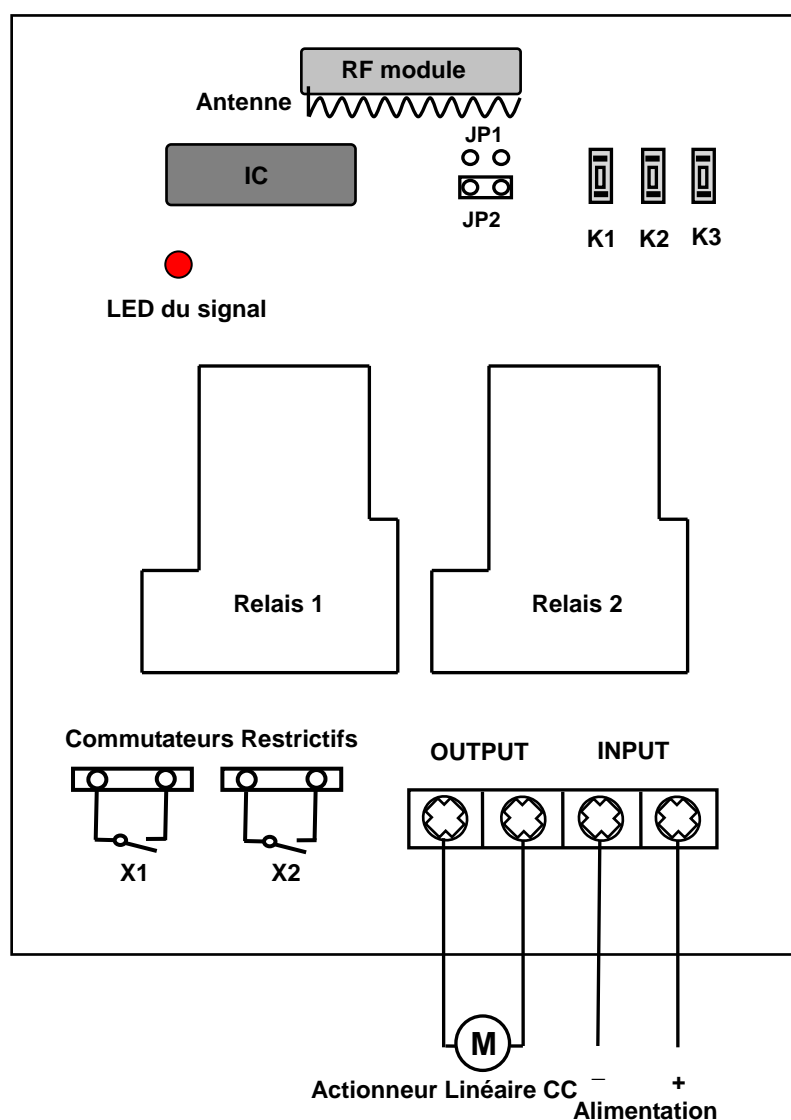 RF module
Antenne
JP1
IC
JP2
K1 K2 K3
LED du signal
Relais 1
Relais 2
Commutateurs Restrictifs
OUTPUT
INPUT
X1
X2
M
Actionneur Linéaire CC
– +
Alimentation